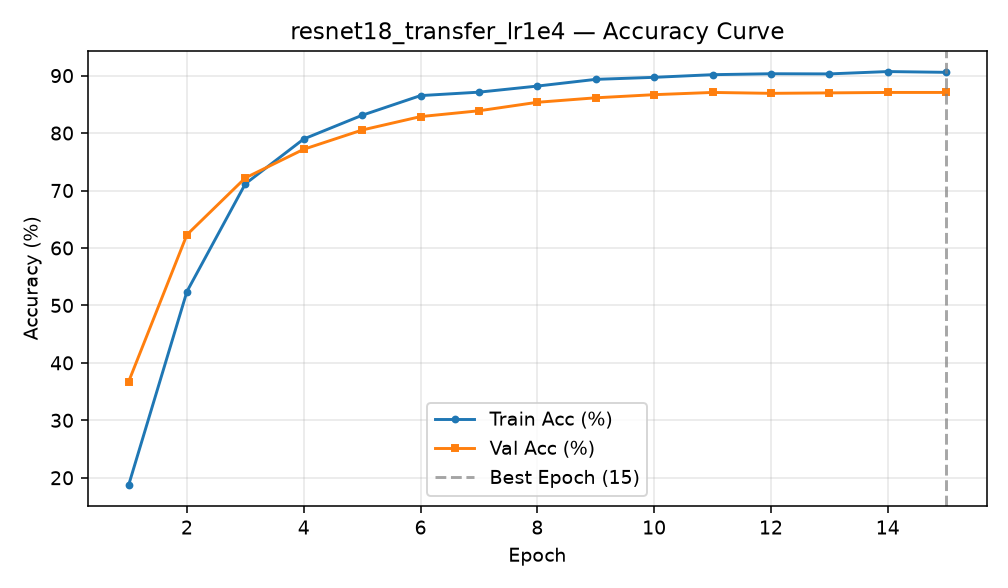 resnet18_transfer_lr1e4 — Accuracy Curve
Accuracy (%)
90
80
70
60
50
40
30
20
Train Acc (%)
Val Acc (%)
Best Epoch (15)
2 4 6 8 10 12 14
Epoch